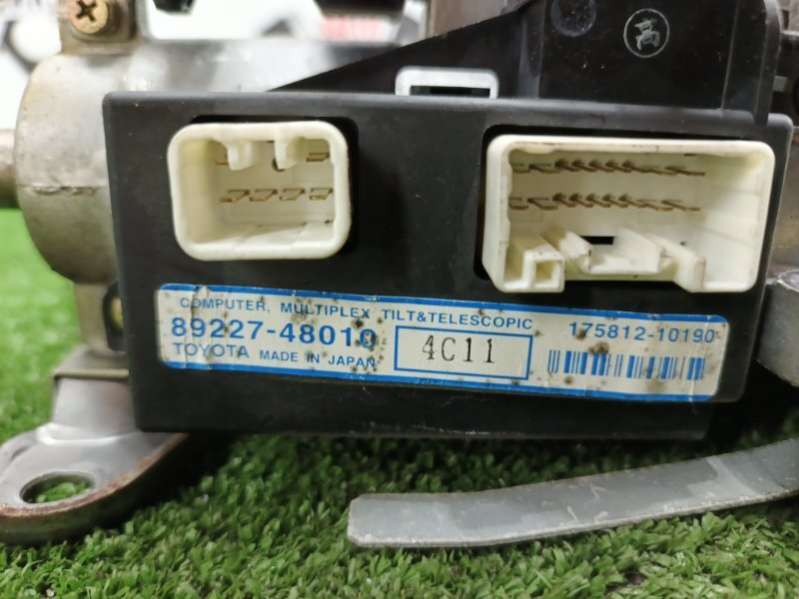 COMPUTER, MULTIPLEX TILT&TELESCOPIC
89227-48010 4C11 175812-10190
TOYOTA MADE IN JAPAN